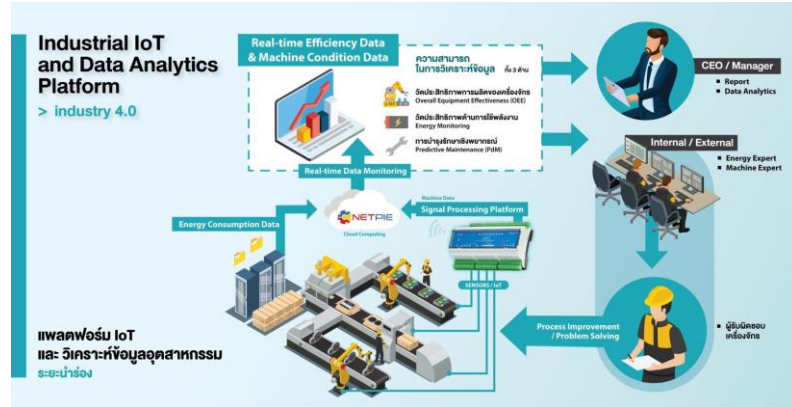 Industrial IoT
and Data Analytics
Platform
> industry 4.0
Real-time Efficiency Data
& Machine Condition Data
ความสามารถ
ในการวิเคราะห์ข้อมูล ทั้ง 3 ด้าน
วัดประสิทธิภาพการผลิตของเครื่องจักร
Overall Equipment Effectiveness (OEE)
วัดประสิทธิภาพด้านการใช้พลังงาน
Energy Monitoring
การบำรุงรักษาเชิงพยากรณ์
Predictive Maintenance (PdM)
CEO / Manager
▪ Report
▪ Data Analytics
Internal / External
▪ Energy Expert
▪ Machine Expert
Real-time Data Monitoring
Energy Consumption Data
NETPIE
Cloud Computing
Machine Data
Signal Processing Platform
SENSORS / IoT
Process Improvement
/ Problem Solving
▪ ผู้รับผิดชอบ
เครื่องจักร
แพลตฟอร์ม IoT
และ วิเคราะห์ข้อมูลอุตสาหกรรม
ระยะนำร่อง